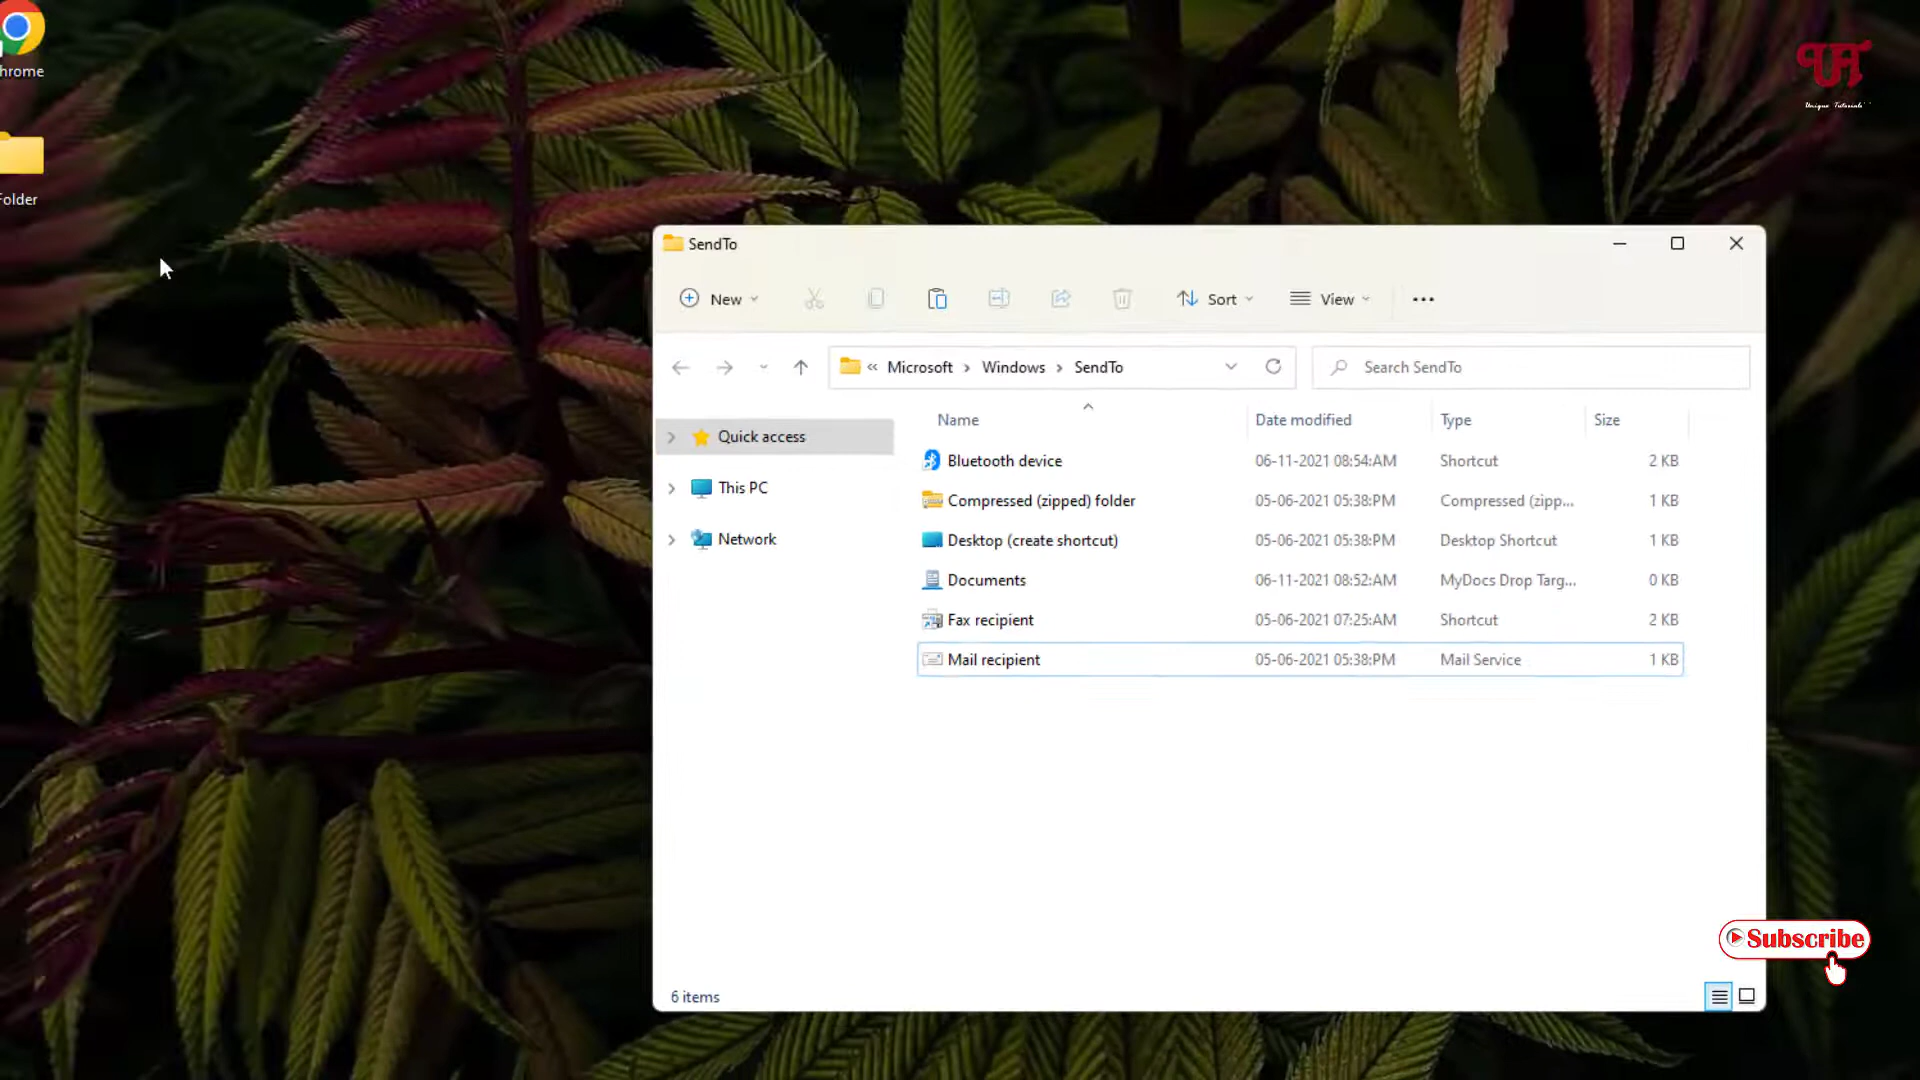 hrome
Folder
UA
Unique Tutorials
SendTo
New
Sort
View
« Microsoft > Windows > SendTo
Search SendTo
Quick access
This PC
Network
Name Date modified Type Size
Bluetooth device 06-11-2021 08:54:AM Shortcut 2 KB
Compressed (zipped) folder 05-06-2021 05:38:PM Compressed (zipp... 1 KB
Desktop (create shortcut) 05-06-2021 05:38:PM Desktop Shortcut 1 KB
Documents 06-11-2021 08:52:AM MyDocs Drop Targ... 0 KB
Fax recipient 05-06-2021 07:25:AM Shortcut 2 KB
Mail recipient 05-06-2021 05:38:PM Mail Service 1 KB
Subscribe
6 items